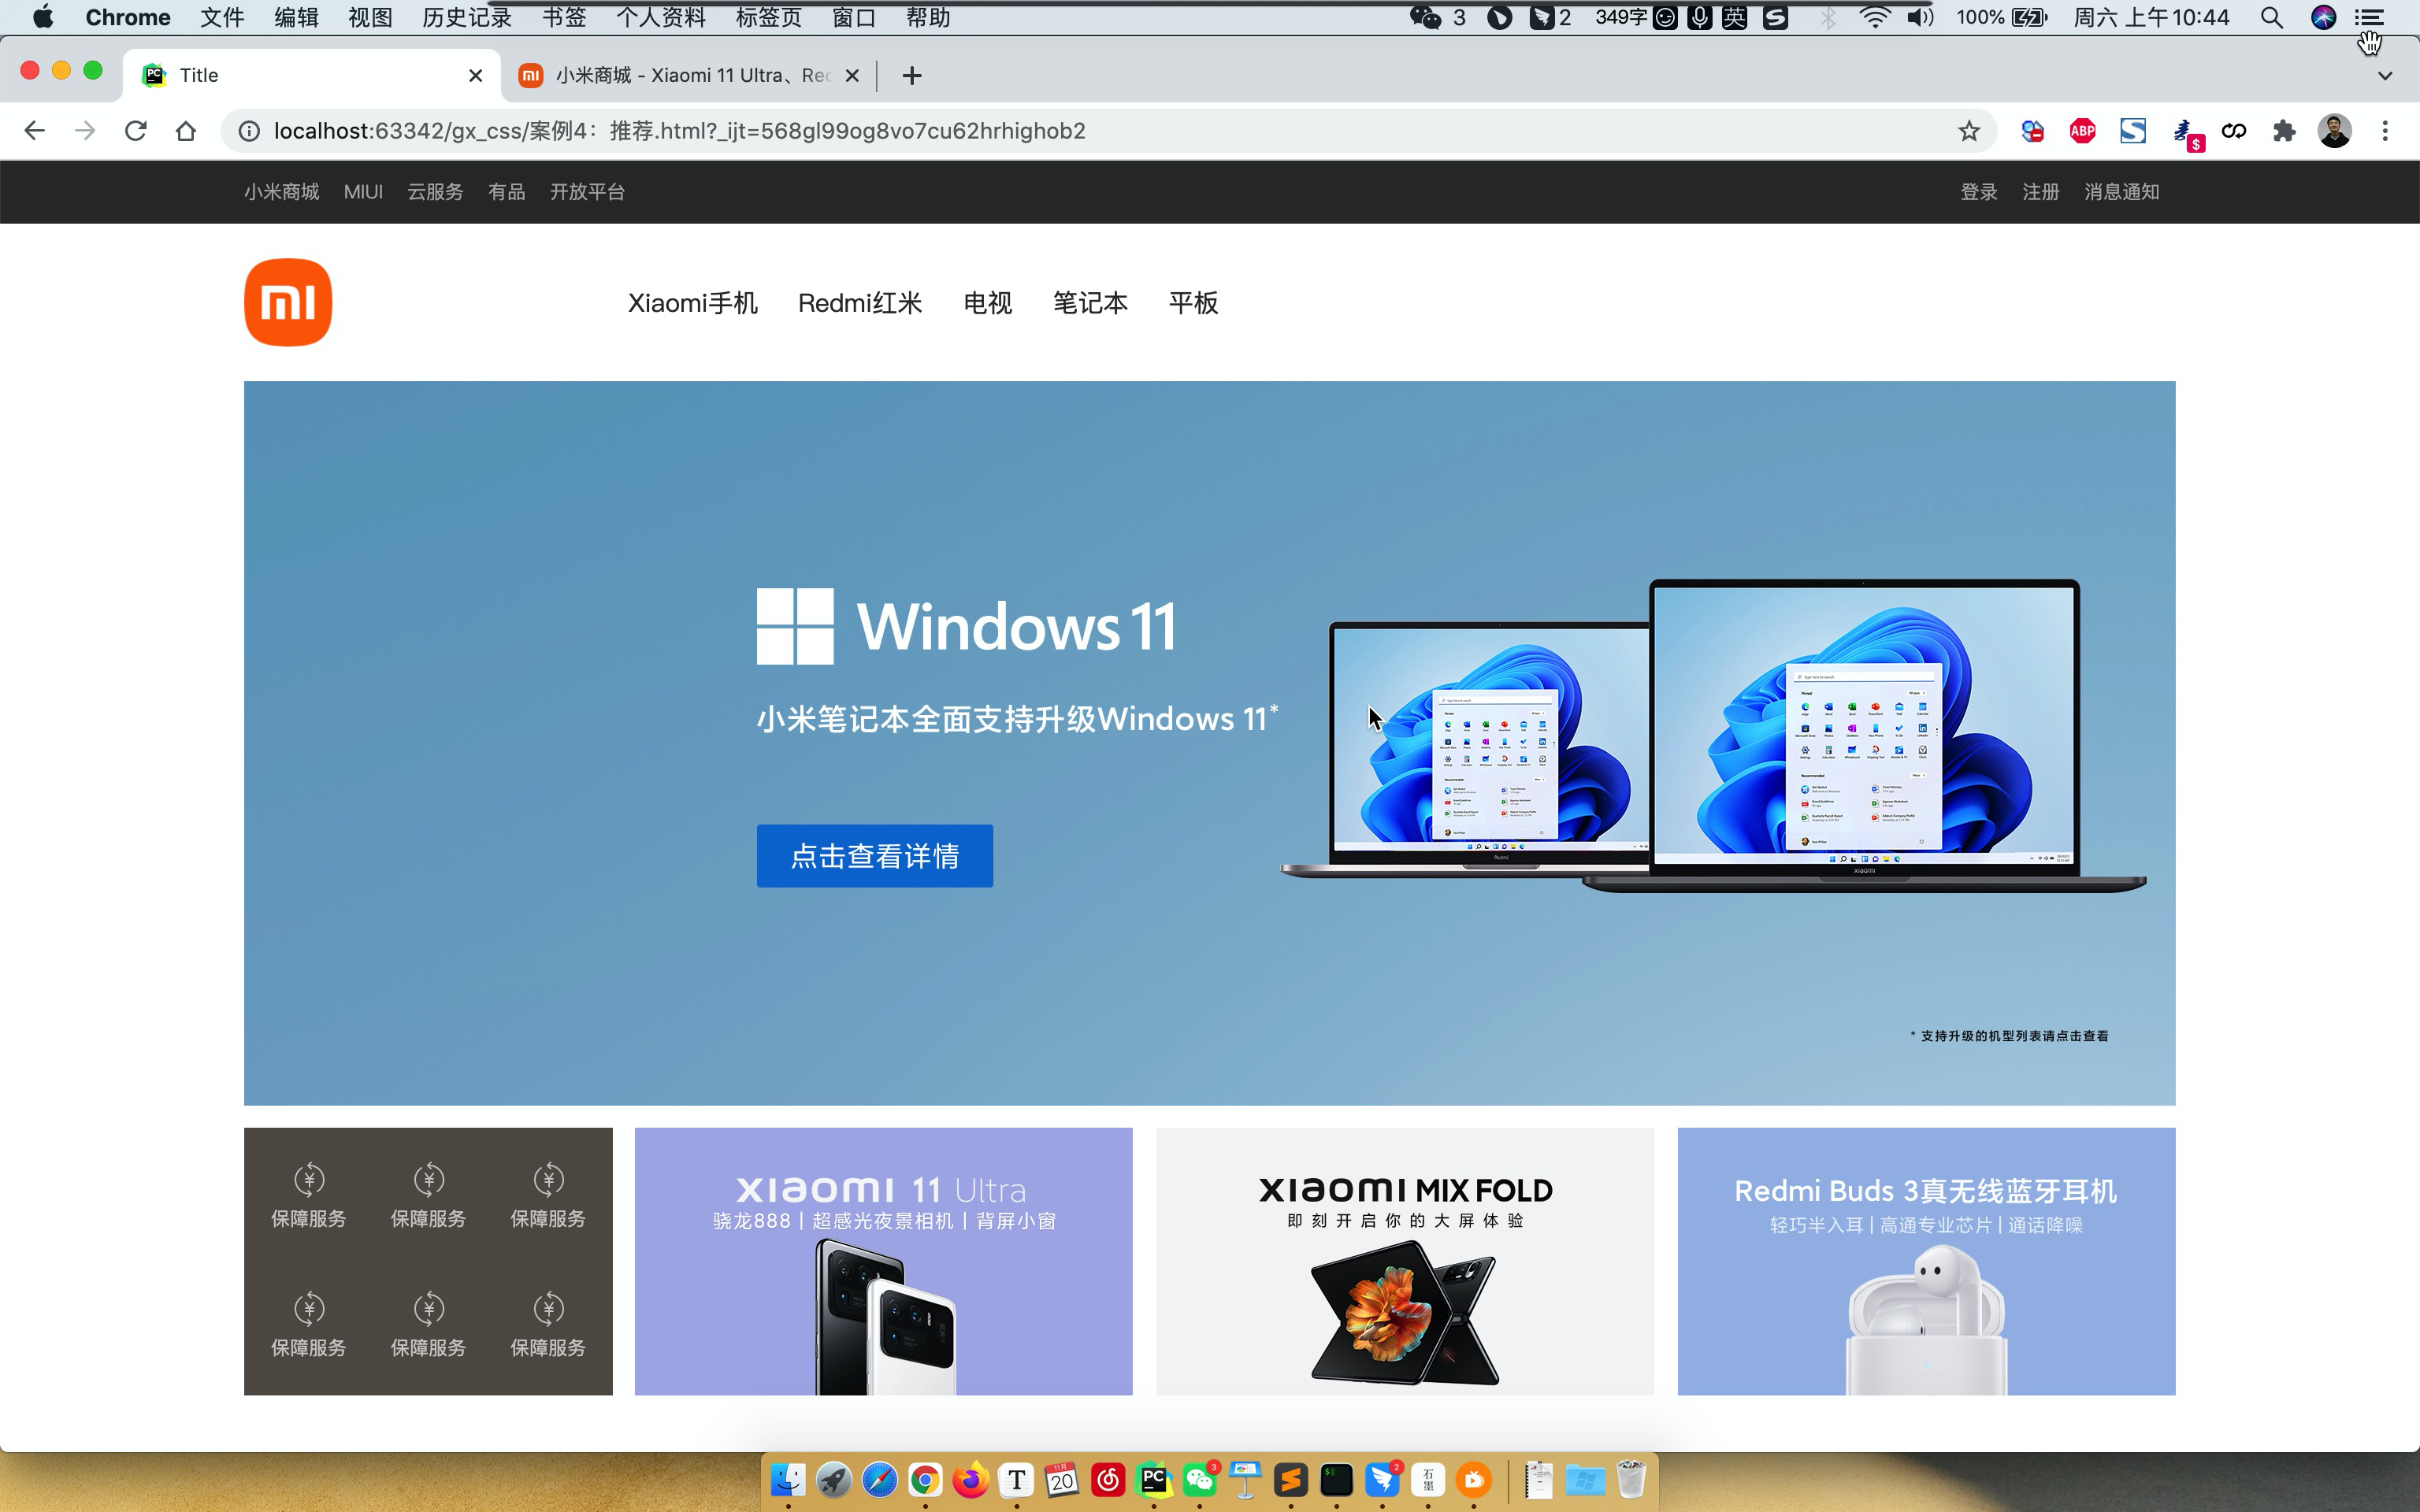 Chrome 文件 编辑 视图 历史记录 书签 个人资料 标签页 窗口 帮助 3 2 349字 英 100% 周六 上午10:44
Title 小米商城 - Xiaomi 11 Ultra、Rec
localhost:63342/gx_css/案例4：推荐.html?_ijt=568gl99og8vo7cu62hrhighob2 ABP
小米商城 MIUI 云服务 有品 开放平台 登录 注册 消息通知
Xiaomi手机 Redmi红米 电视 笔记本 平板
Windows 11
小米笔记本全面支持升级Windows 11*
点击查看详情
* 支持升级的机型列表请点击查看
保障服务 保障服务 保障服务
保障服务 保障服务 保障服务
xiaomi 11 Ultra
骁龙888 | 超感光夜景相机 | 背屏小窗
xiaomi MIX FOLD
即刻开启你的大屏体验
Redmi Buds 3真无线蓝牙耳机
轻巧半入耳 | 高通专业芯片 | 通话降噪
T 11月 20 PC 3 2 石墨